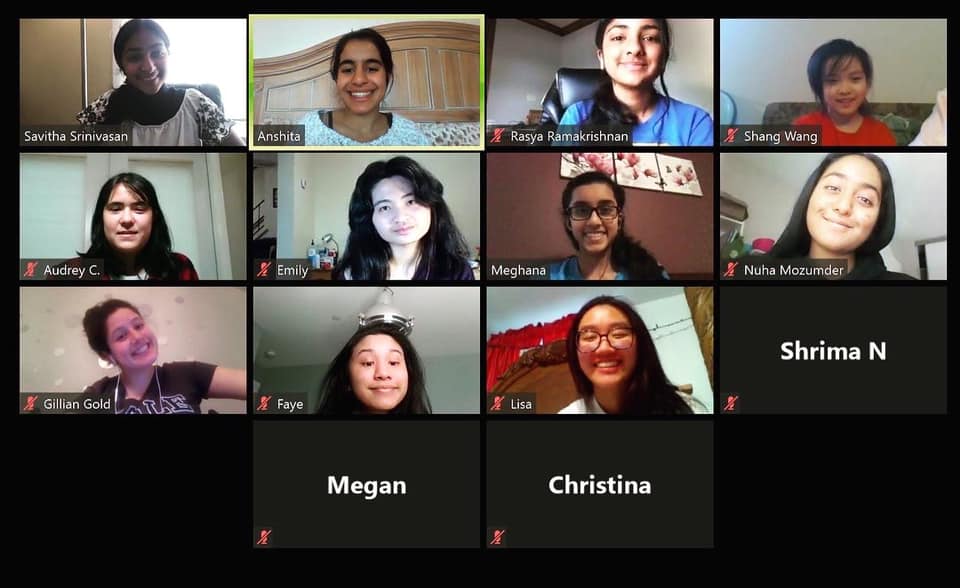 Savitha Srinivasan
Anshita
Rasya Ramakrishnan
Shang Wang
Audrey C.
Emily
Meghana
Nuha Mozumder
Gillian Gold
Faye
Lisa
Shrima N
Megan
Christina